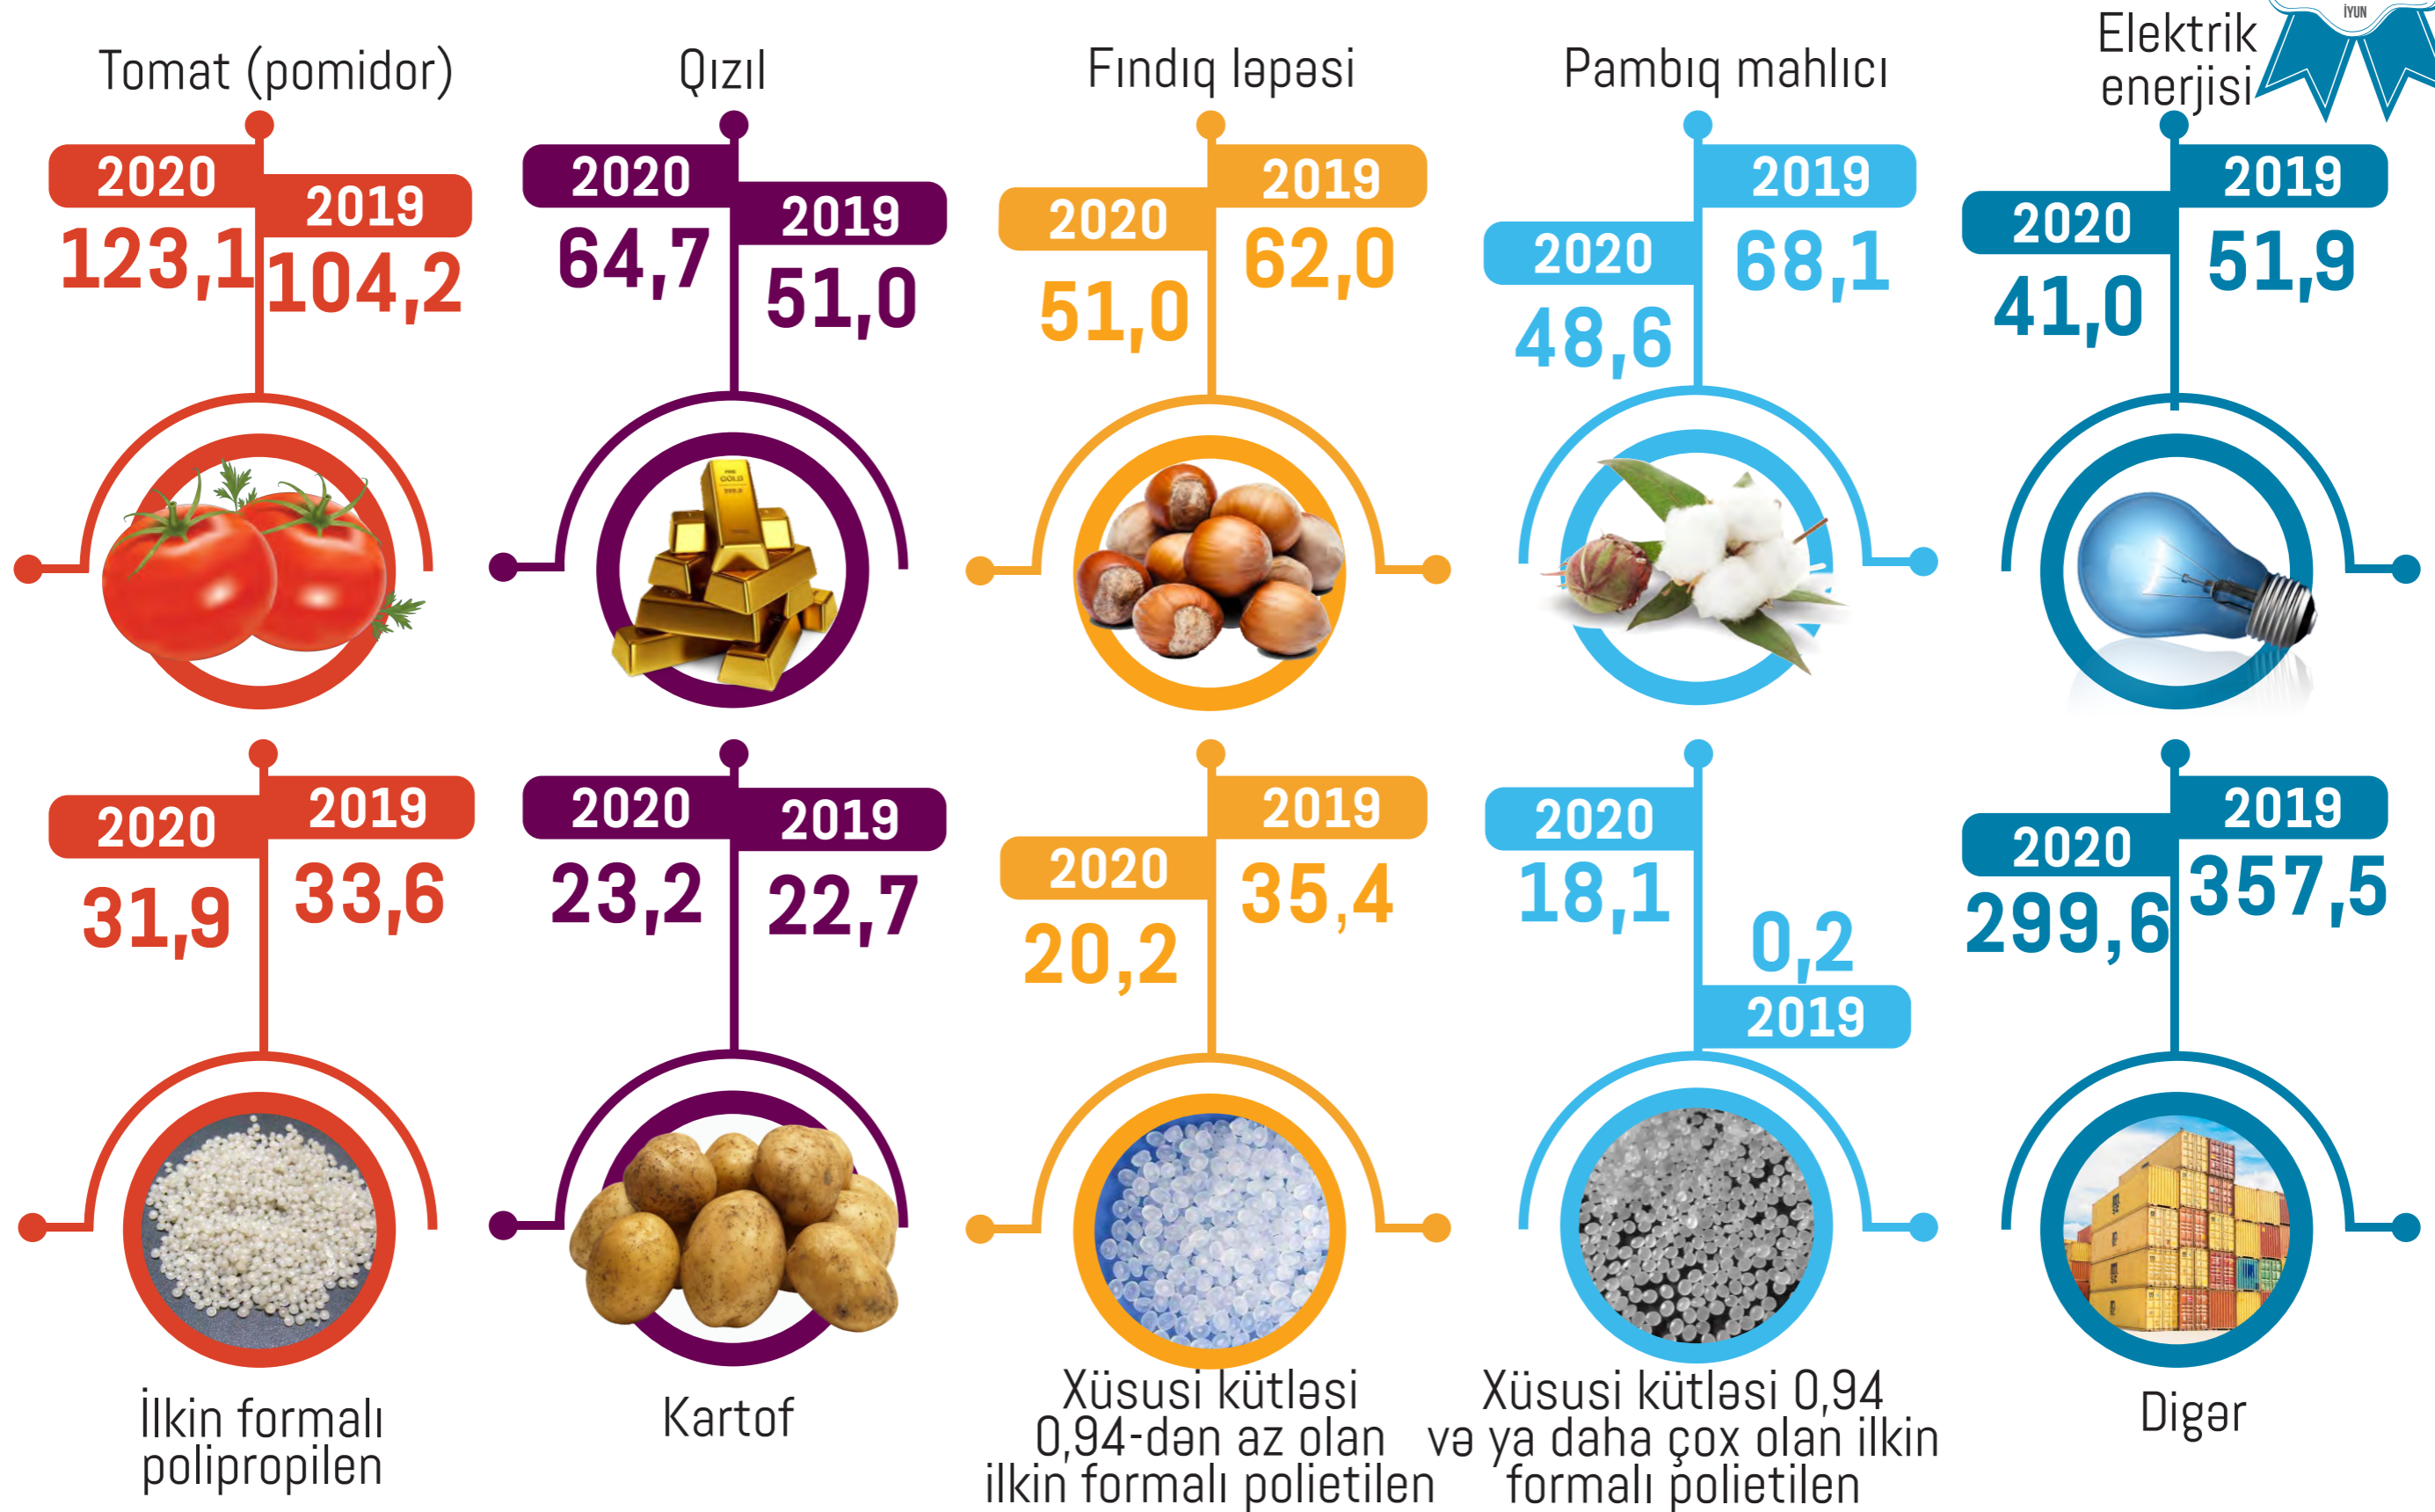 İYUN
Tomat (pomidor)
2020
2019
123,1
104,2
Qızıl
2020
2019
64,7
51,0
Fındıq ləpəsi
2020
2019
51,0
62,0
Pambıq mahlıcı
2020
2019
48,6
68,1
Elektrik
enerjisi
2020
2019
41,0
51,9
FINE
GOLD
999.9
2020
2019
31,9
33,6
İlkin formalı
polipropilen
2020
2019
23,2
22,7
Kartof
2020
2019
20,2
35,4
Xüsusi kütləsi
0,94-dən az olan
ilkin formalı polietilen
2020
18,1
0,2
2019
Xüsusi kütləsi 0,94
və ya daha çox olan ilkin
formalı polietilen
2020
2019
299,6
357,5
Digər